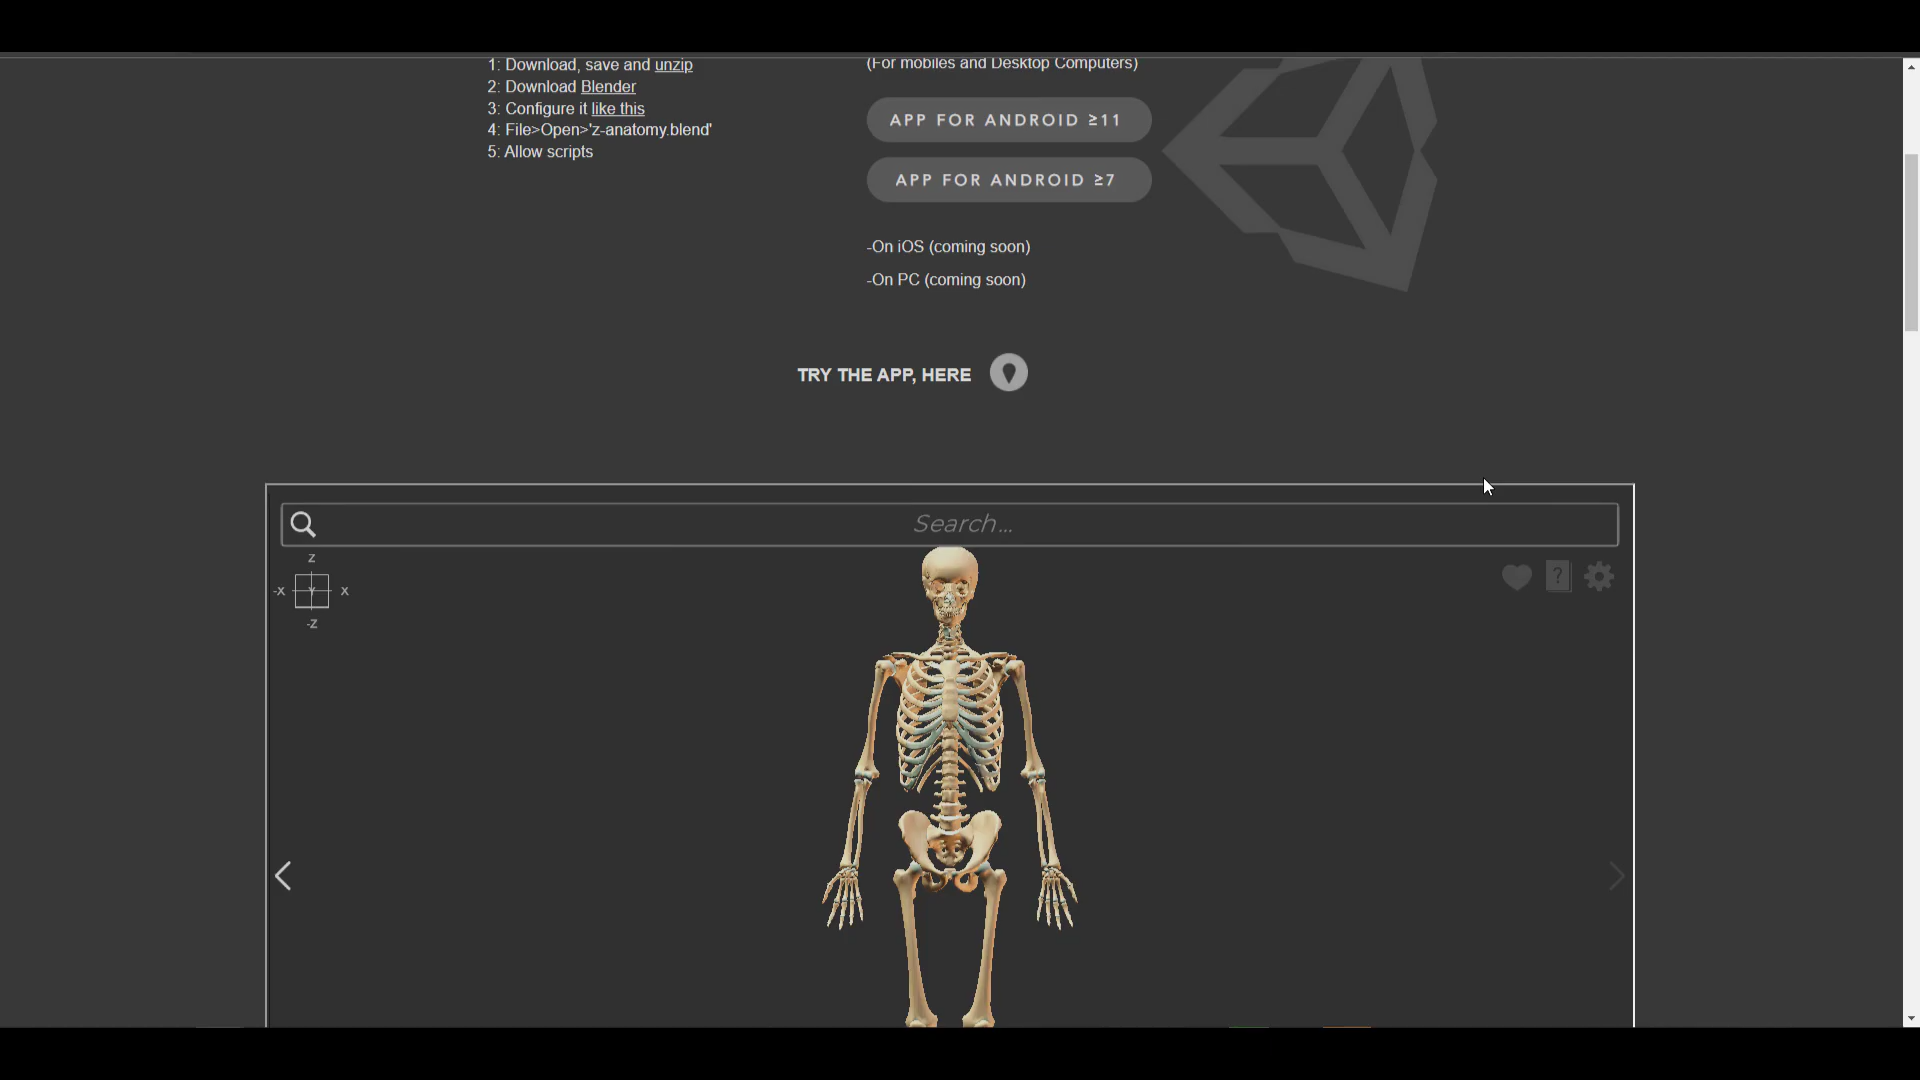 1: Download, save and unzip
2: Download Blender
3: Configure it like this
4: File>Open>'z-anatomy.blend'
5: Allow scripts
(For mobiles and Desktop Computers)
APP FOR ANDROID ≥11
APP FOR ANDROID ≥7
-On iOS (coming soon)
-On PC (coming soon)
TRY THE APP, HERE
Search...
Z
-X Y X
-Z
?